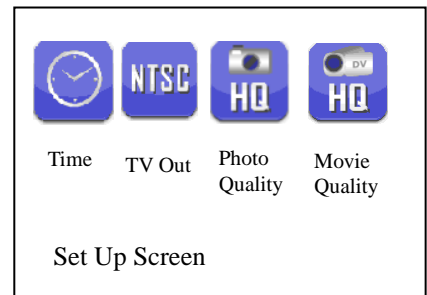 NTSC
HQ
DV
HQ
Time
TV Out
Photo
Quality
Movie
Quality
Set Up Screen